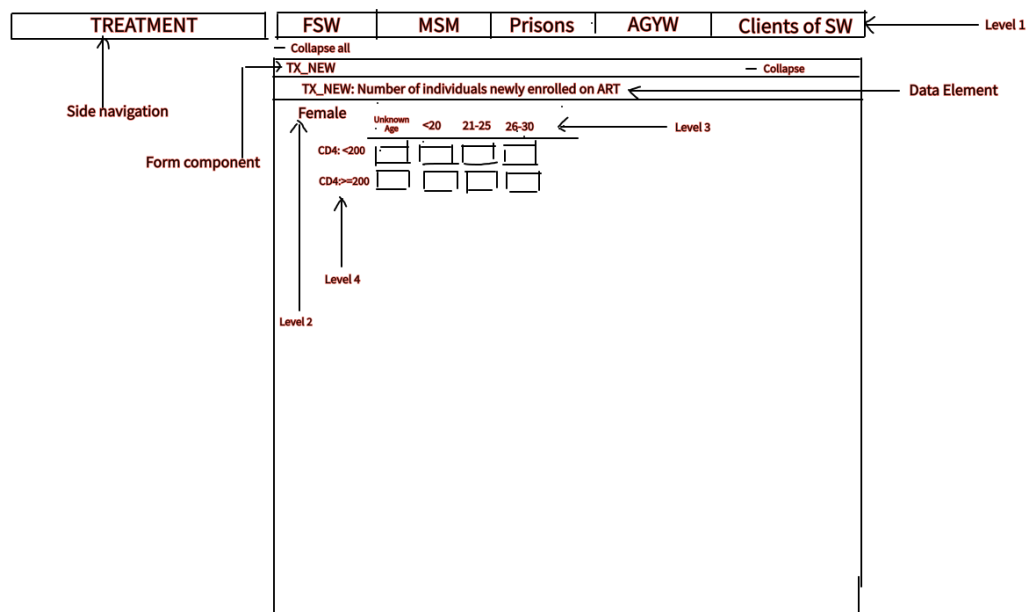 TREATMENT
FSW
MSM
Prisons
AGYW
Clients of SW
Level 1
Collapse all
TX_NEW
Collapse
TX_NEW: Number of individuals newly enrolled on ART
Data Element
Side navigation
Female
Unknown
Age
<20
21-25
26-30
Level 3
Form component
CD4: <200
CD4:>=200
Level 4
Level 2